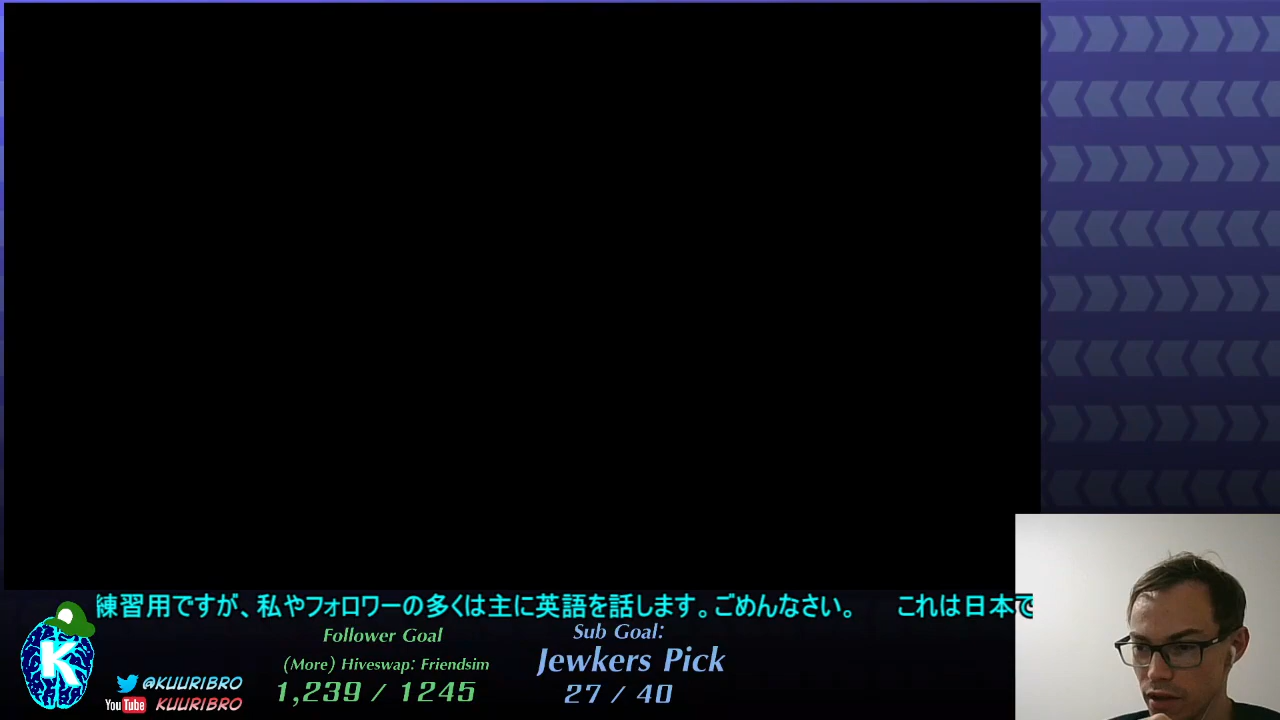 練習用ですが、私やフォロワーの多くは主に英語を話します。ごめんなさい。 これは日本で
Follower Goal
Sub Goal:
(More) Hiveswap: Friendsim
Jewkers Pick
1,239 / 1245
27 / 40
K
@KUURIBRO
YouTube KUURIBRO